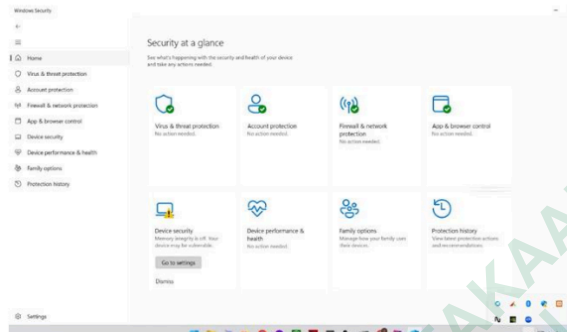 Windows Security
Home
Virus & threat protection
Account protection
Firewall & network protection
App & browser control
Device security
Device performance & health
Family options
Protection history
Settings
Security at a glance
See what's happening with the security and health of your device
and take any actions needed.
Virus & threat protection
No action needed.
Account protection
No action needed.
Firewall & network
protection
No action needed.
App & browser control
No action needed.
Device security
Memory integrity is off. Your
device may be vulnerable.
Go to settings
Dismiss
Device performance &
health
No action needed.
Family options
Manage how your family uses
their devices.
Protection history
View latest protection actions
and recommendations.